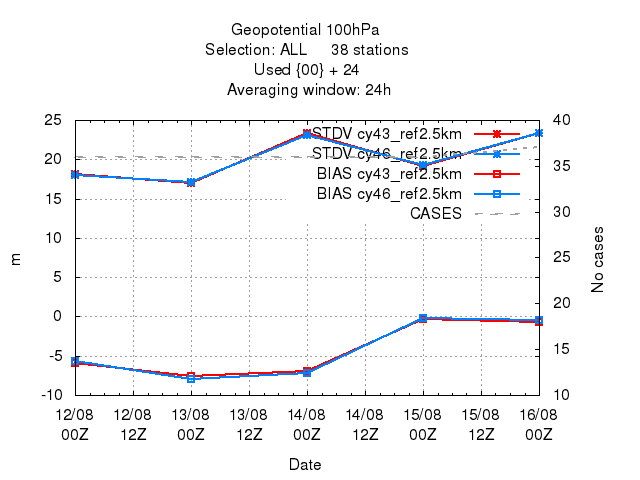 Geopotential 100hPa
Selection: ALL 38 stations
Used {00} + 24
Averaging window: 24h
25 40
STDV cy43_ref2.5km
STDV cy46_ref2.5km
BIAS cy43_ref2.5km
BIAS cy46_ref2.5km
CASES
20 35
15 30
10 25
5 20
0 15
-5
-10 10
m
No cases
12/08 12/08 13/08 13/08 14/08 14/08 15/08 15/08 16/08
00Z 12Z 00Z 12Z 00Z 12Z 00Z 12Z 00Z
Date